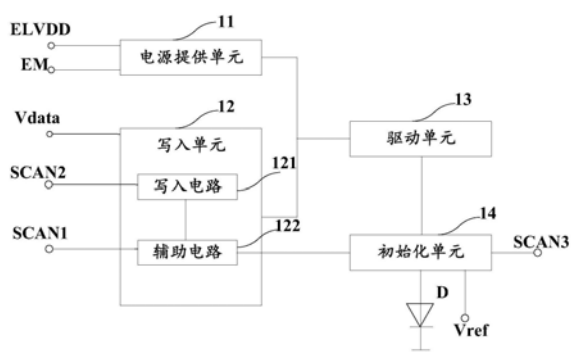 ELVDD
11
电源提供单元
EM
Vdata
12
13
写入单元
驱动单元
SCAN2
121
写入电路
SCAN1
122
14
辅助电路
初始化单元
SCAN3
D
Vref